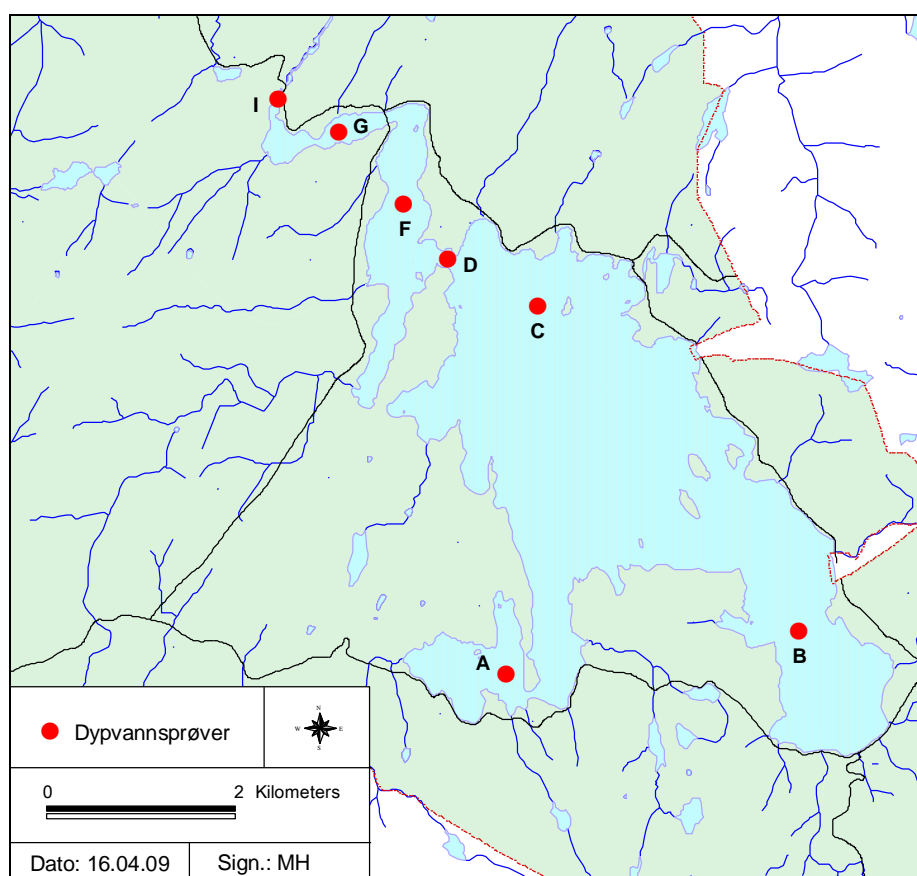 I
G
F
D
C
B
A
Dypvannsprøver
N
W E
S
0 2 Kilometers
Dato: 16.04.09 Sign.: MH